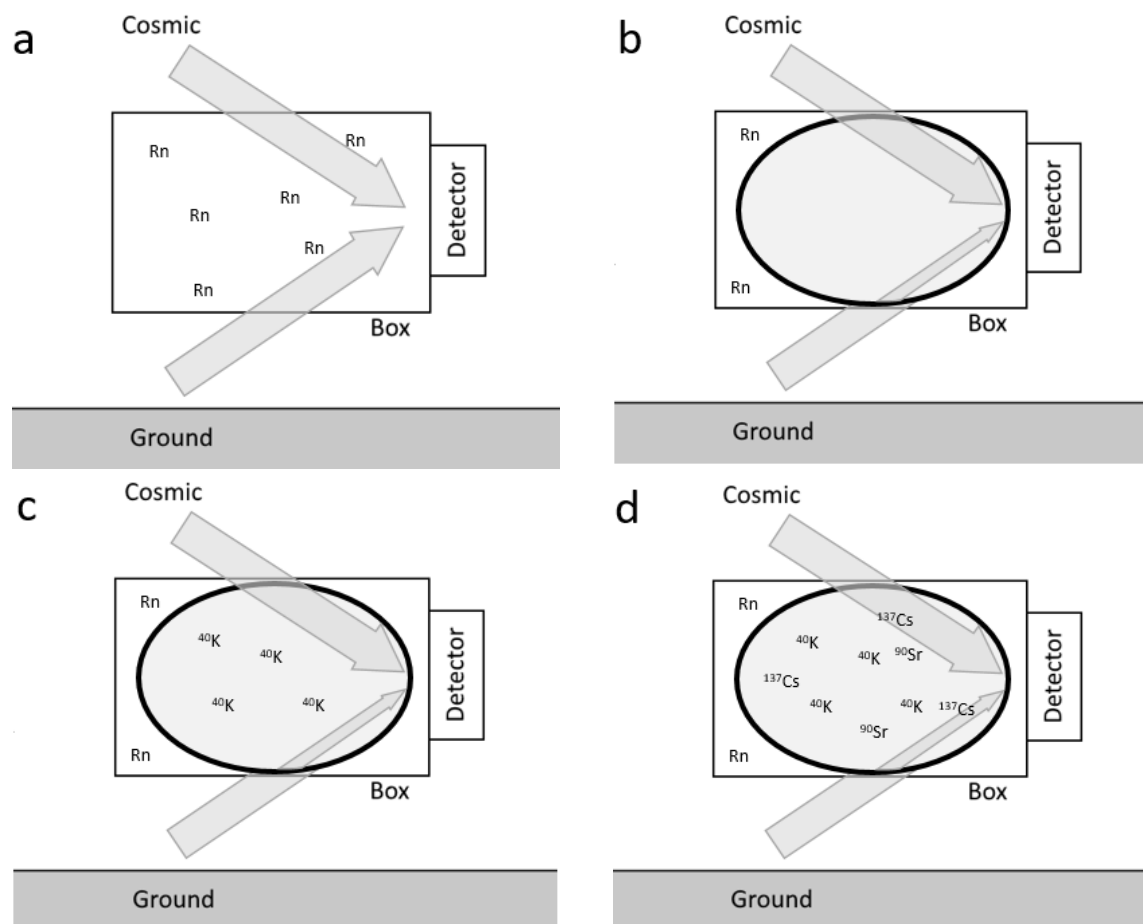 a
Cosmic
Rn
Rn
Rn
Rn
Rn
Rn
Detector
Box
Ground
b
Cosmic
Rn
Rn
Detector
Box
Ground
c
Cosmic
Rn
⁴⁰K
⁴⁰K
⁴⁰K
⁴⁰K
Rn
Detector
Box
Ground
d
Cosmic
Rn
¹³⁷Cs
⁴⁰K
⁴⁰K
⁹⁰Sr
¹³⁷Cs
⁴⁰K
⁴⁰K
¹³⁷Cs
⁹⁰Sr
Rn
Detector
Box
Ground